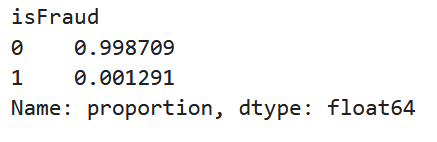 isFraud
0    0.998709
1    0.001291
Name: proportion, dtype: float64